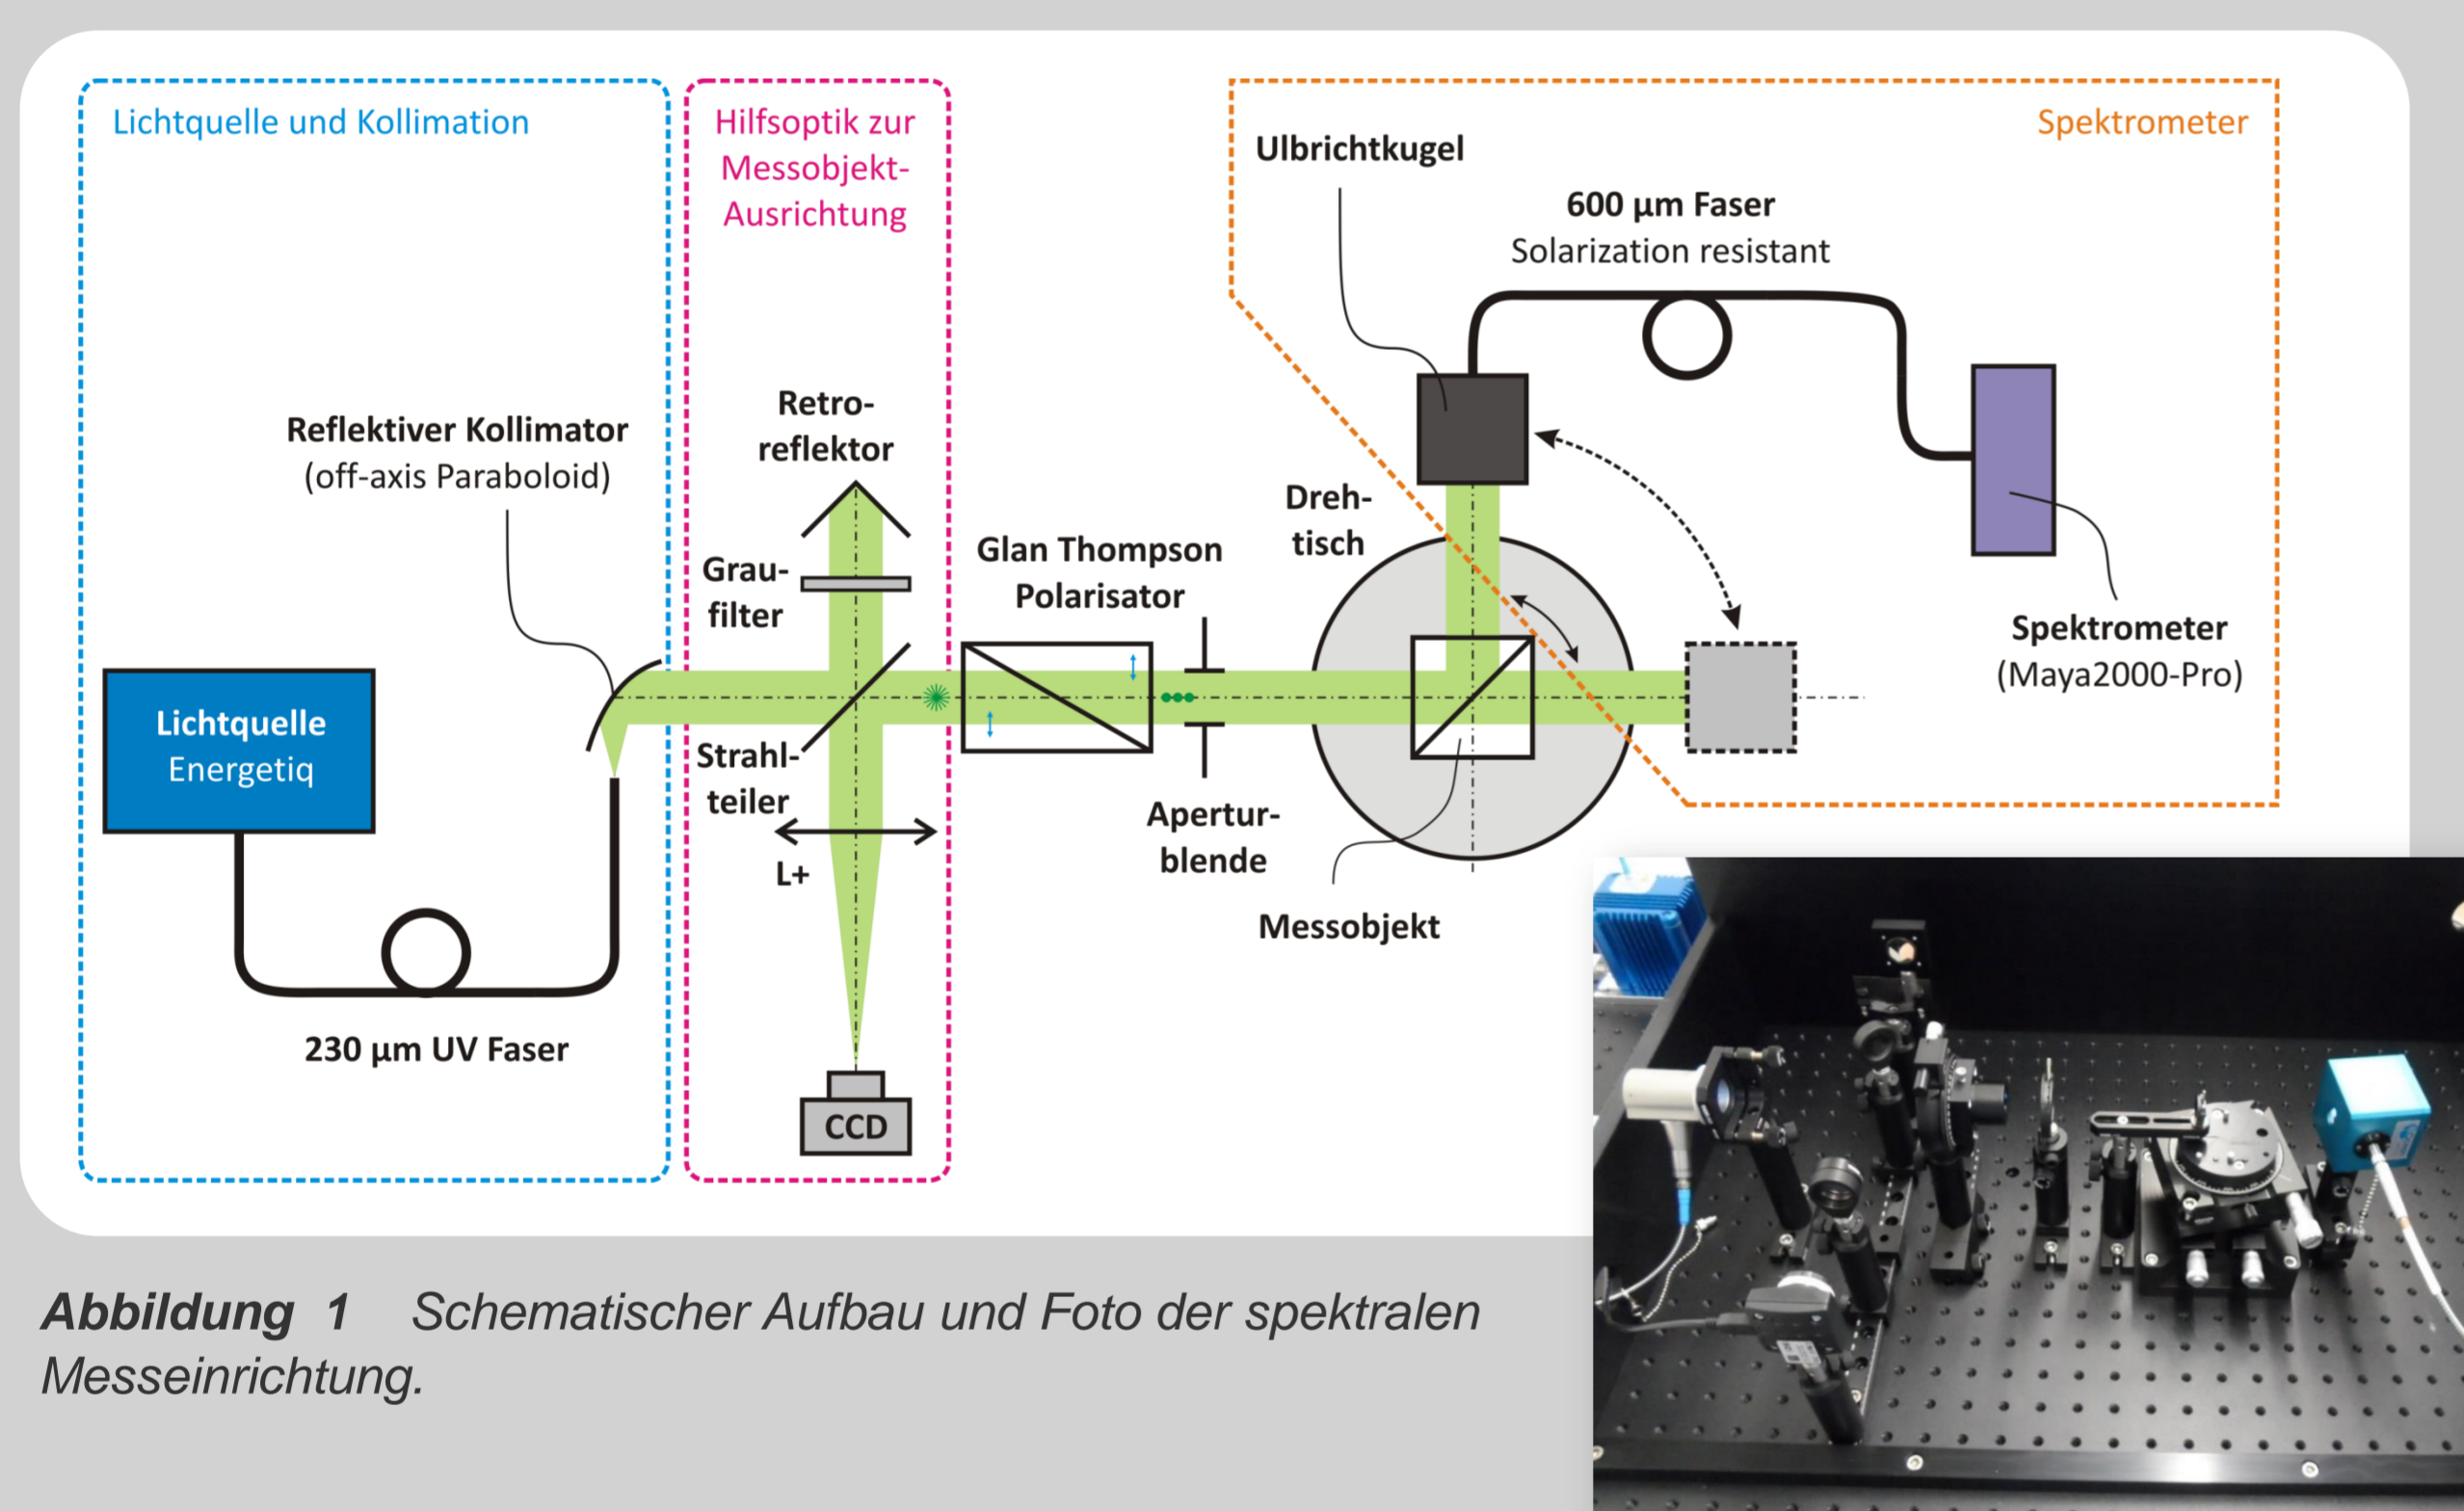 Lichtquelle und Kollimation
Hilfsoptik zur
Messobjekt-
Ausrichtung
Spektrometer
Ulbrichtkugel
600 µm Faser
Solarization resistant
Reflektiver Kollimator
(off-axis Paraboloid)
Retro-
reflektor
Grau-
filter
Glan Thompson
Polarisator
Dreh-
tisch
Spektrometer
(Maya2000-Pro)
Lichtquelle
Energetiq
Strahl-
teiler
L+
Apertur-
blende
Messobjekt
230 µm UV Faser
CCD
Abbildung 1 Schematischer Aufbau und Foto der spektralen
Messeinrichtung.